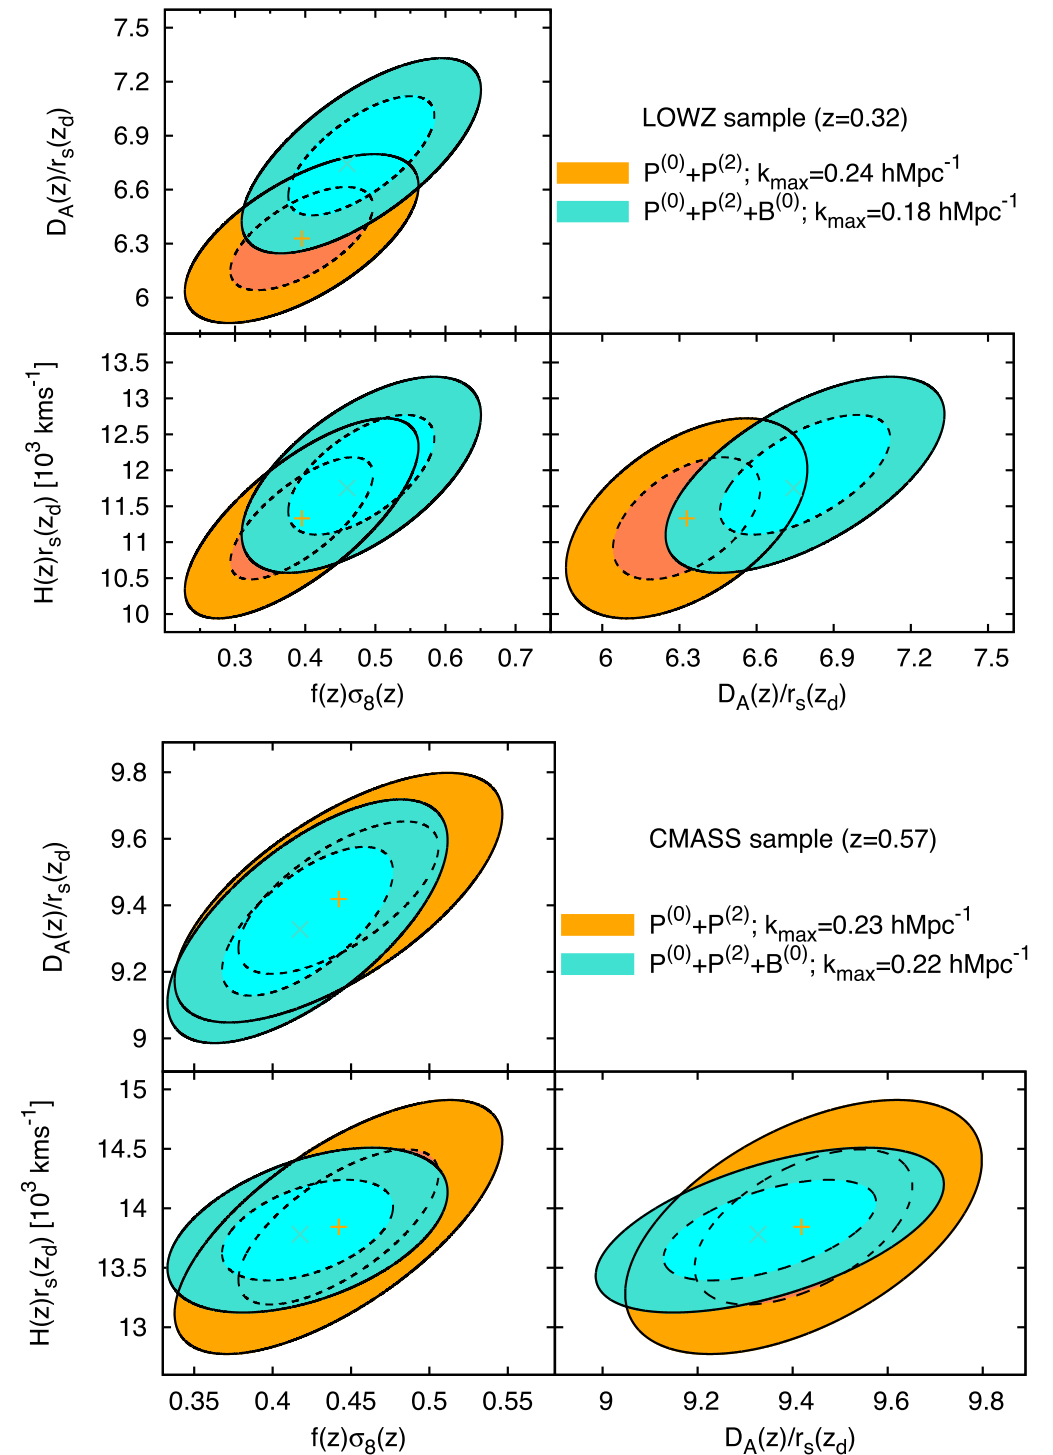 7.5
7.2
6.9
6.6
6.3
6
D_A(z)/r_s(z_d)
LOWZ sample (z=0.32)
P^(0)+P^(2); k_max=0.24 hMpc^-1
P^(0)+P^(2)+B^(0); k_max=0.18 hMpc^-1
13.5
13
12.5
12
11.5
11
10.5
10
H(z)r_s(z_d) [10^3 kms^-1]
0.3 0.4 0.5 0.6 0.7
6 6.3 6.6 6.9 7.2 7.5
f(z)σ_8(z)
D_A(z)/r_s(z_d)
9.8
9.6
9.4
9.2
9
D_A(z)/r_s(z_d)
CMASS sample (z=0.57)
P^(0)+P^(2); k_max=0.23 hMpc^-1
P^(0)+P^(2)+B^(0); k_max=0.22 hMpc^-1
15
14.5
14
13.5
13
H(z)r_s(z_d) [10^3 kms^-1]
0.35 0.4 0.45 0.5 0.55
9 9.2 9.4 9.6 9.8
f(z)σ_8(z)
D_A(z)/r_s(z_d)